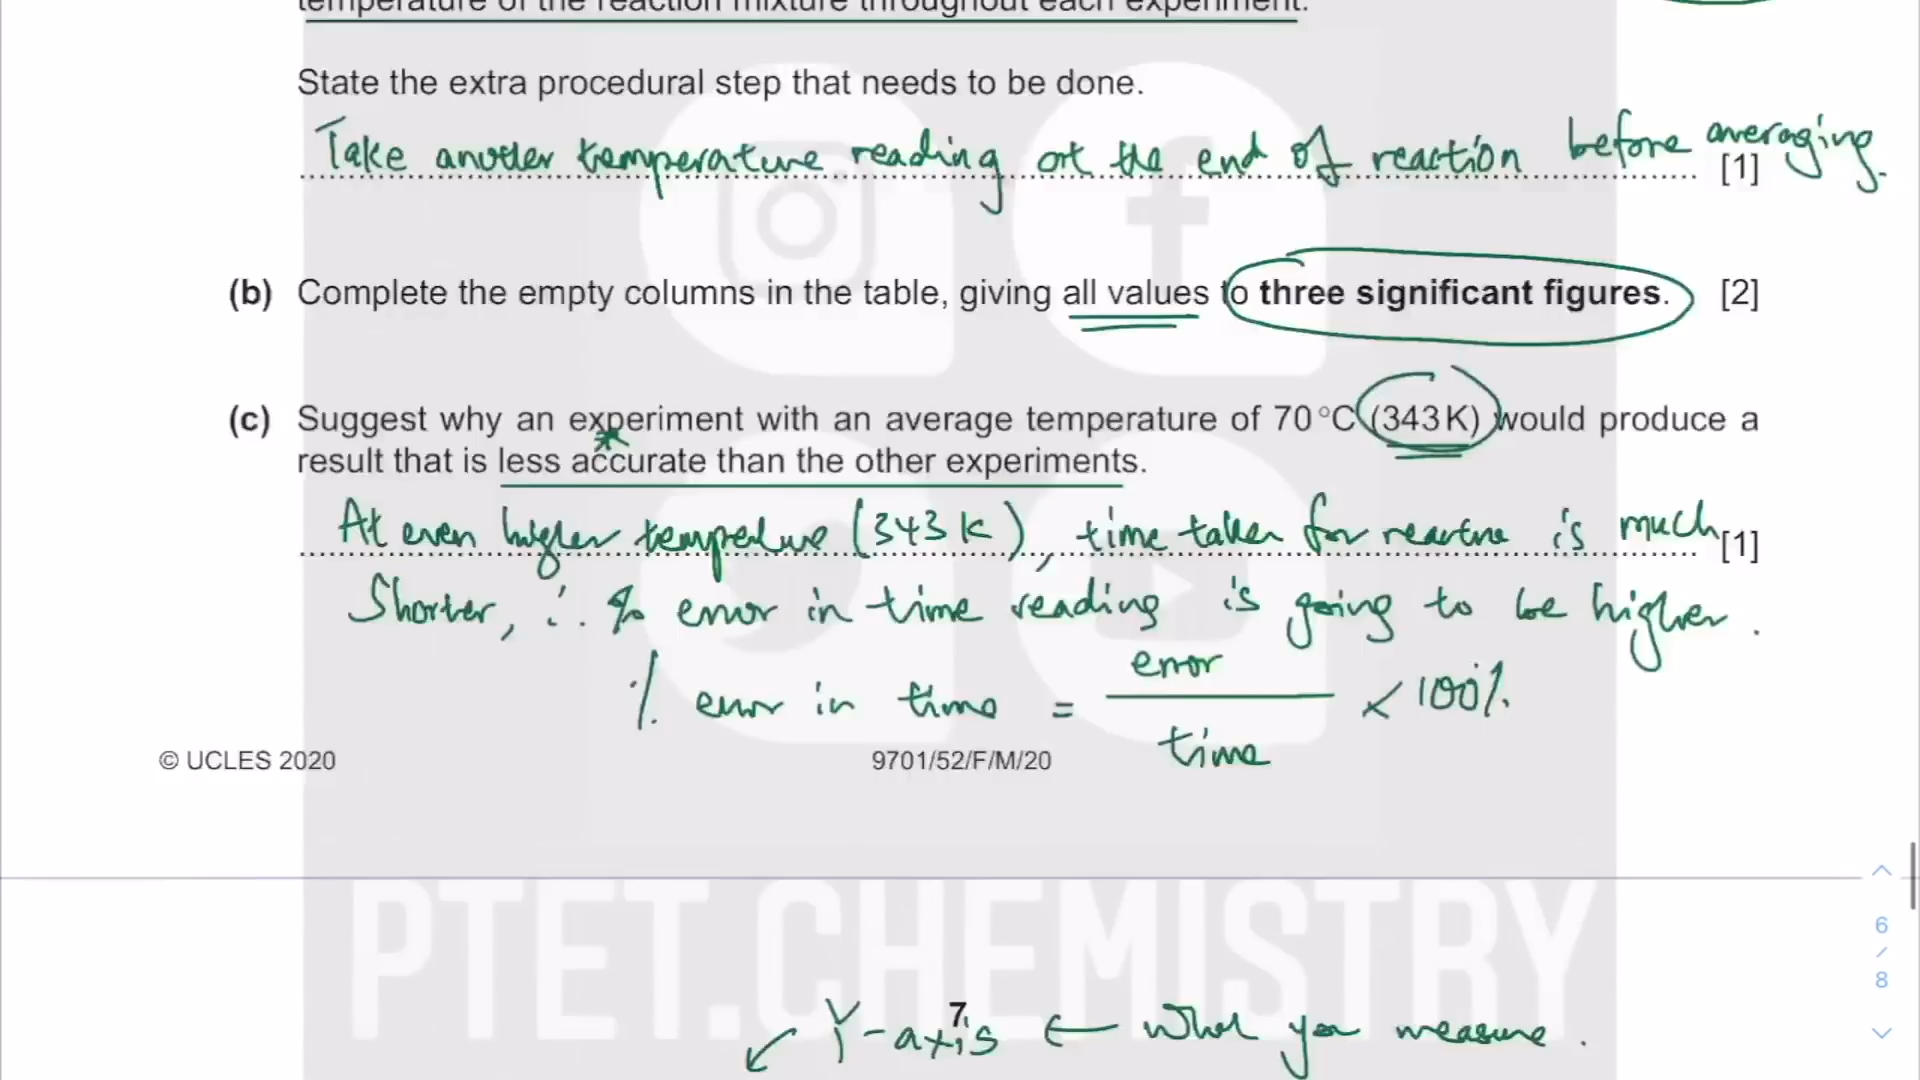 temperature of the reaction mixture throughout each experiment.
State the extra procedural step that needs to be done.
Take another temperature reading at the end of reaction before averaging. [1]
(b) Complete the empty columns in the table, giving all values to three significant figures. [2]
(c) Suggest why an experiment with an average temperature of 70 °C (343 K) would produce a
result that is less accurate than the other experiments.
At even higher temperature (343 K), time taken for reaction is much [1]
Shorter, ∴ % error in time reading is going to be higher.
% error in time = error / time × 100%
© UCLES 2020 9701/52/F/M/20
6
/
8
PTET.CHEMISTRY
7
Y-axis ← what you measure.